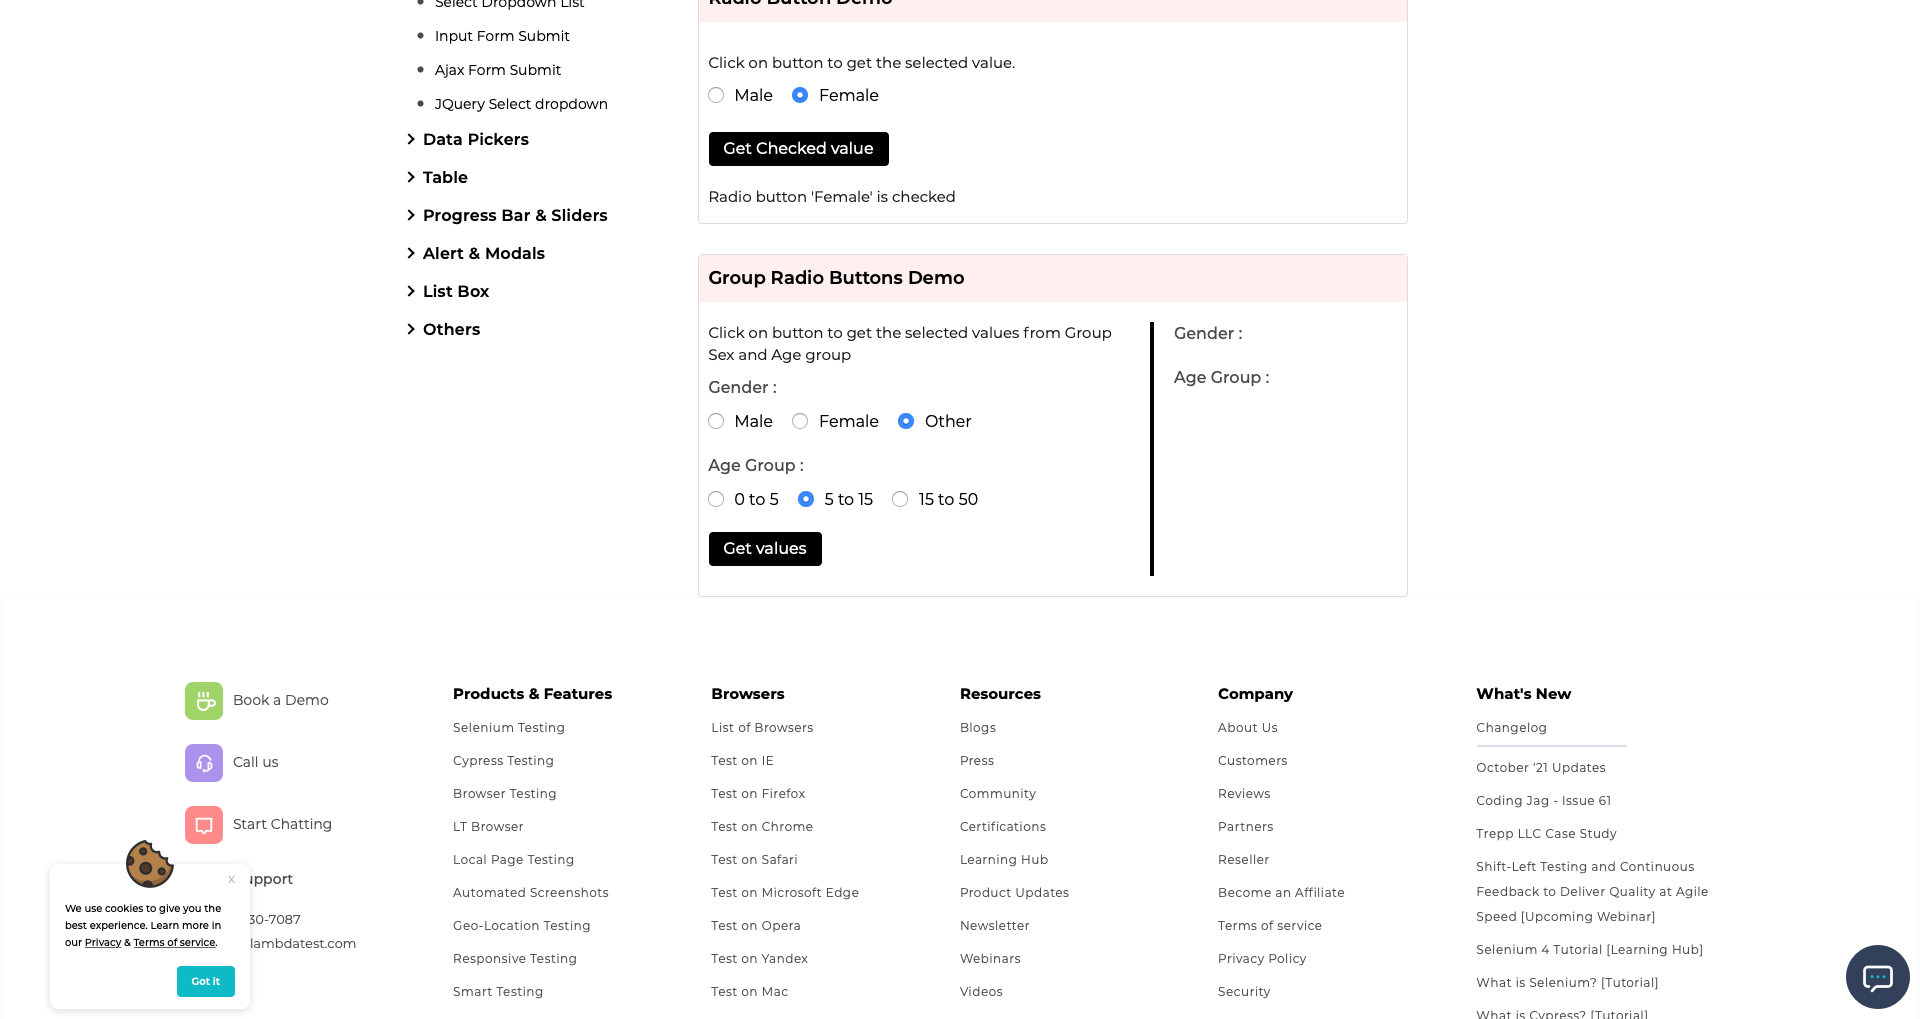 Select Dropdown List
Input Form Submit
Ajax Form Submit
JQuery Select dropdown
Data Pickers
Table
Progress Bar & Sliders
Alert & Modals
List Box
Others
Radio Button Demo
Click on button to get the selected value.
Male Female
Get Checked value
Radio button 'Female' is checked
Group Radio Buttons Demo
Click on button to get the selected values from Group
Sex and Age group
Gender :
Male Female Other
Age Group :
0 to 5 5 to 15 15 to 50
Get values
Gender :
Age Group :
Book a Demo
Call us
Start Chatting
upport
30-7087
lambdatest.com
x
We use cookies to give you the
best experience. Learn more in
our Privacy & Terms of service.
Got it
Products & Features
Selenium Testing
Cypress Testing
Browser Testing
LT Browser
Local Page Testing
Automated Screenshots
Geo-Location Testing
Responsive Testing
Smart Testing
Browsers
List of Browsers
Test on IE
Test on Firefox
Test on Chrome
Test on Safari
Test on Microsoft Edge
Test on Opera
Test on Yandex
Test on Mac
Resources
Blogs
Press
Community
Certifications
Learning Hub
Product Updates
Newsletter
Webinars
Videos
Company
About Us
Customers
Reviews
Partners
Reseller
Become an Affiliate
Terms of service
Privacy Policy
Security
What's New
Changelog
October ‘21 Updates
Coding Jag - Issue 61
Trepp LLC Case Study
Shift-Left Testing and Continuous
Feedback to Deliver Quality at Agile
Speed [Upcoming Webinar]
Selenium 4 Tutorial [Learning Hub]
What is Selenium? [Tutorial]
What is Cypress? [Tutorial]